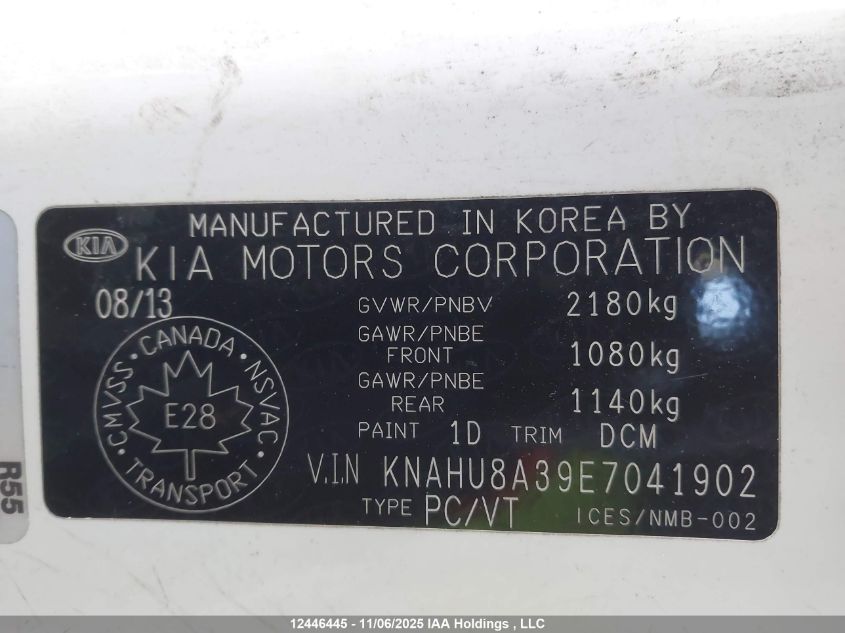 MANUFACTURED IN KOREA BY
KIA
KIA MOTORS CORPORATION
08/13
GVWR/PNBV 2180kg
GAWR/PNBE
FRONT 1080kg
GAWR/PNBE
REAR 1140kg
PAINT 1D TRIM DCM
V.I.N KNAHU8A39E7041902
TYPE PC/VT ICES/NMB-002
CANADA · NSVAC · TRANSPORT · CMVSS ·
E28
R55
12446445 - 11/06/2025 IAA Holdings , LLC